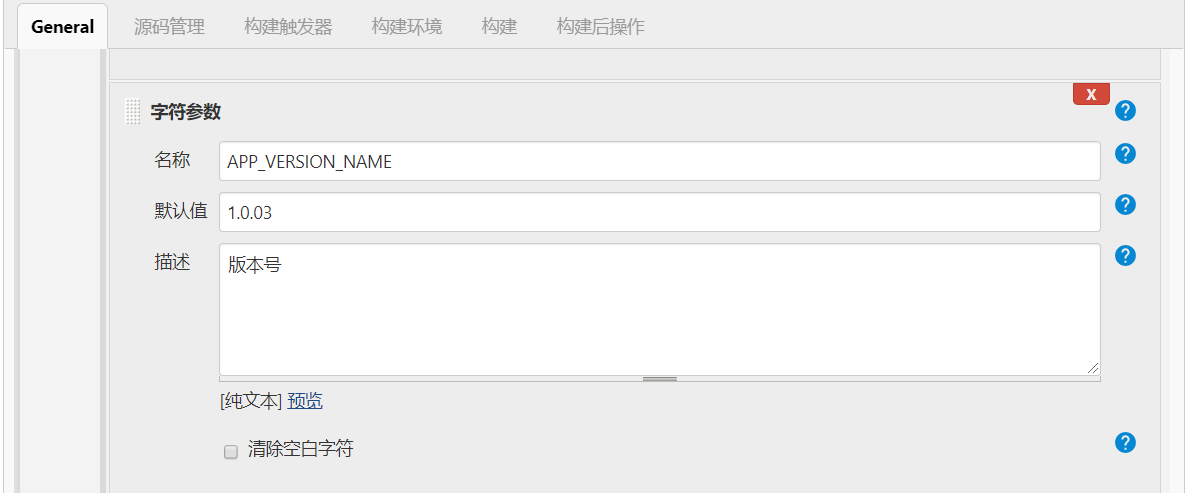 General 源码管理 构建触发器 构建环境 构建 构建后操作
X
字符参数
名称 APP_VERSION_NAME
默认值 1.0.03
描述 版本号
[纯文本] 预览
清除空白字符